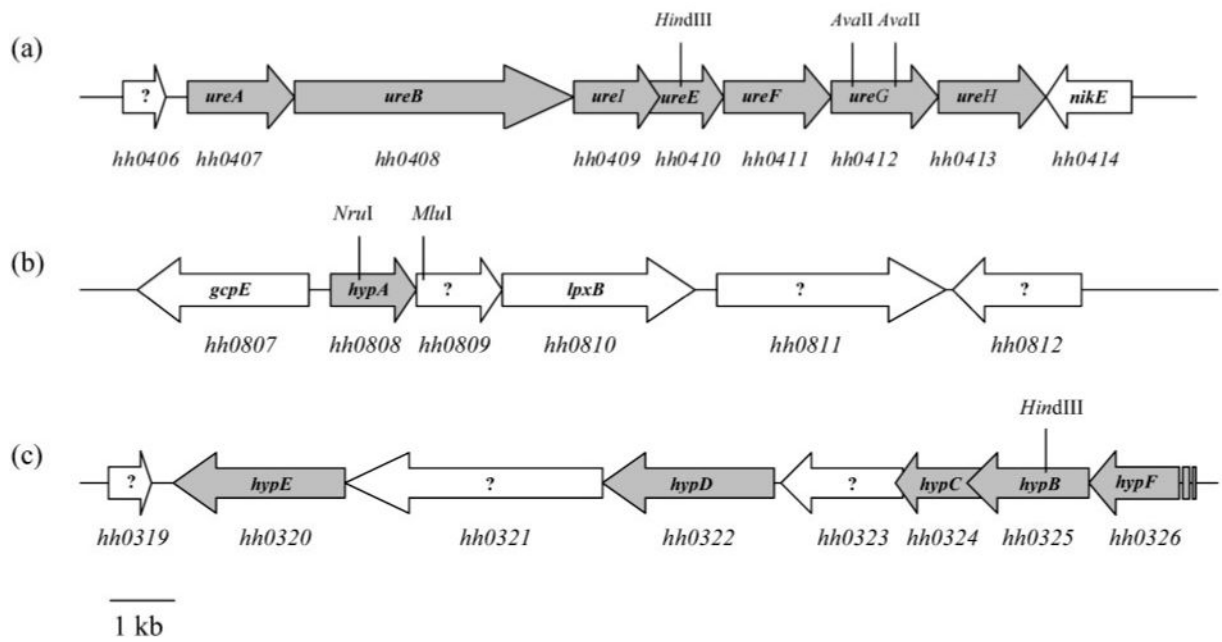 HindIII AvaII AvaII
(a)
? ureA ureB ureI ureE ureF ureG ureH nikE
hh0406 hh0407 hh0408 hh0409 hh0410 hh0411 hh0412 hh0413 hh0414
NruI MluI
(b)
gcpE hypA ? lpxB ? ?
hh0807 hh0808 hh0809 hh0810 hh0811 hh0812
HindIII
(c)
? hypE ? hypD ? hypC hypB hypF
hh0319 hh0320 hh0321 hh0322 hh0323 hh0324 hh0325 hh0326
1 kb